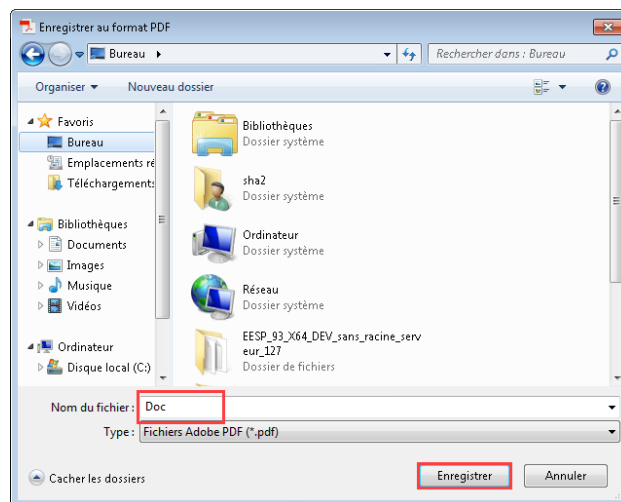 Enregistrer au format PDF
Bureau
Rechercher dans : Bureau
Organiser
Nouveau dossier
Favoris
Bureau
Emplacements ré
Téléchargements
Bibliothèques
Documents
Images
Musique
Vidéos
Ordinateur
Disque local (C:)
Bibliothèques
Dossier système
sha2
Dossier système
Ordinateur
Dossier système
Réseau
Dossier système
EESP_93_X64_DEV_sans_racine_serv
eur_127
Dossier de fichiers
Nom du fichier : Doc
Type : Fichiers Adobe PDF (*.pdf)
Cacher les dossiers
Enregistrer
Annuler